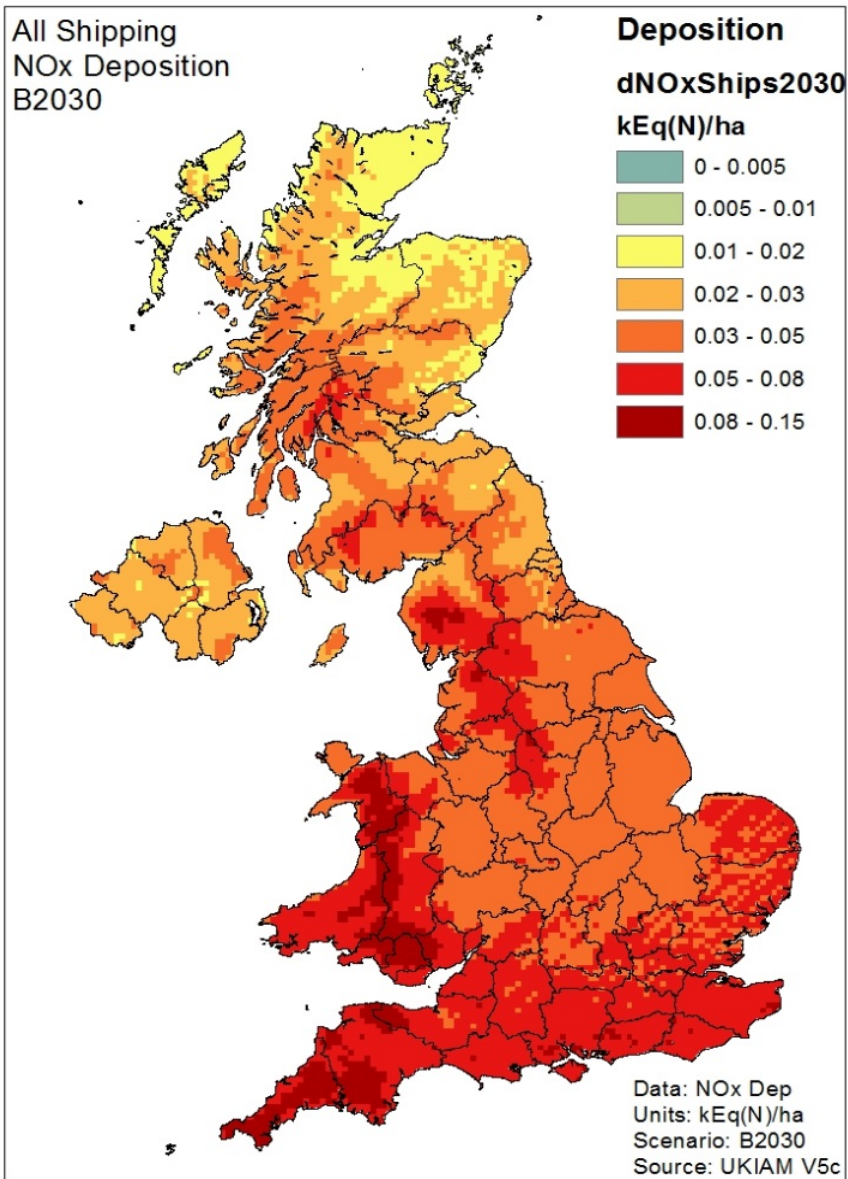 All Shipping
NOx Deposition
B2030
Deposition
dNOxShips2030
kEq(N)/ha
0 - 0.005
0.005 - 0.01
0.01 - 0.02
0.02 - 0.03
0.03 - 0.05
0.05 - 0.08
0.08 - 0.15
Data: NOx Dep
Units: kEq(N)/ha
Scenario: B2030
Source: UKIAM V5c